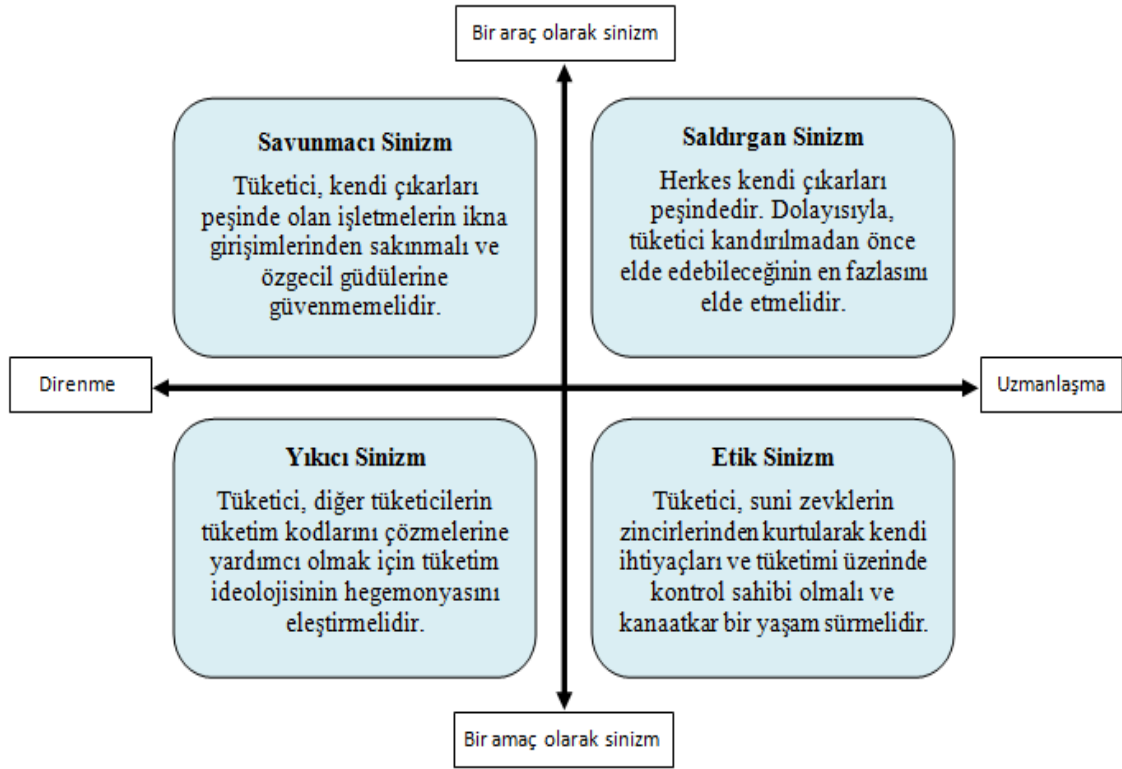 Bir araç olarak sinizm
Savunmacı Sinizm
Tüketici, kendi çıkarları
peşinde olan işletmelerin ikna
girişimlerinden sakınmalı ve
özgecil güdülerine
güvenmemelidir.
Saldırgan Sinizm
Herkes kendi çıkarları
peşindedir. Dolayısıyla,
tüketici kandırılmadan önce
elde edebileceğinin en fazlasını
elde etmelidir.
Direnme
Uzmanlaşma
Yıkıcı Sinizm
Tüketici, diğer tüketicilerin
tüketim kodlarını çözmelerine
yardımcı olmak için tüketim
ideolojisinin hegemonyasını
eleştirmelidir.
Etik Sinizm
Tüketici, suni zevklerin
zincirlerinden kurtularak kendi
ihtiyaçları ve tüketimi üzerinde
kontrol sahibi olmalı ve
kanaatkar bir yaşam sürmelidir.
Bir amaç olarak sinizm